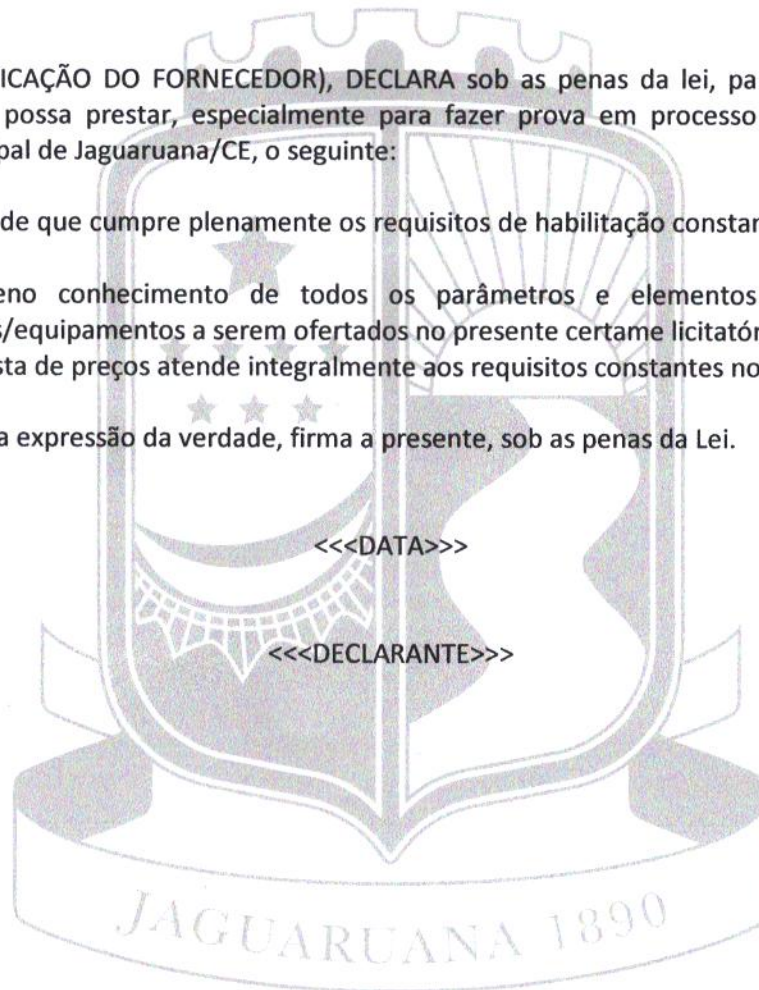 ICAÇÃO DO FORNECEDOR), DECLARA sob as penas da lei, pa
possa prestar, especialmente para fazer prova em processo
pal de Jaguaruana/CE, o seguinte:
de que cumpre plenamente os requisitos de habilitação constan
eno conhecimento de todos os parâmetros e elementos
s/equipamentos a serem ofertados no presente certame licitatór
sta de preços atende integralmente aos requisitos constantes no
a expressão da verdade, firma a presente, sob as penas da Lei.
<<<DATA>>>
<<<DECLARANTE>>>
JAGUARUANA 1890